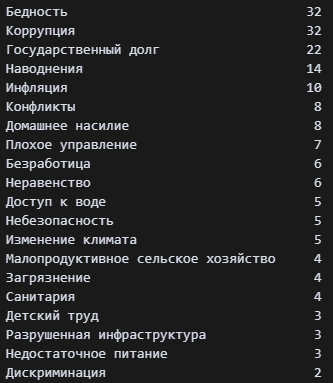 Бедность 32
Коррупция 32
Государственный долг 22
Наводнения 14
Инфляция 10
Конфликты 8
Домашнее насилие 8
Плохое управление 7
Безработица 6
Неравенство 6
Доступ к воде 5
Небезопасность 5
Изменение климата 5
Малопродуктивное сельское хозяйство 4
Загрязнение 4
Санитария 4
Детский труд 3
Разрушенная инфраструктура 3
Недостаточное питание 3
Дискриминация 2